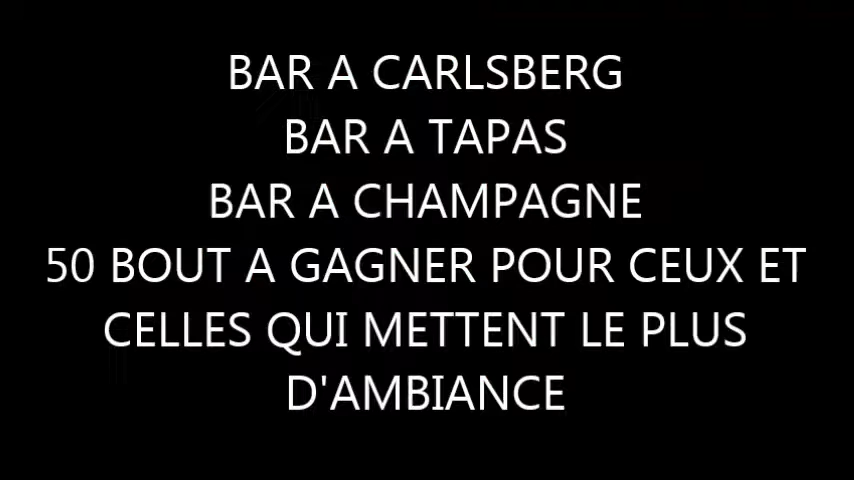 BAR A CARLSBERG
BAR A TAPAS
BAR A CHAMPAGNE
50 BOUT A GAGNER POUR CEUX ET
CELLES QUI METTENT LE PLUS
D'AMBIANCE